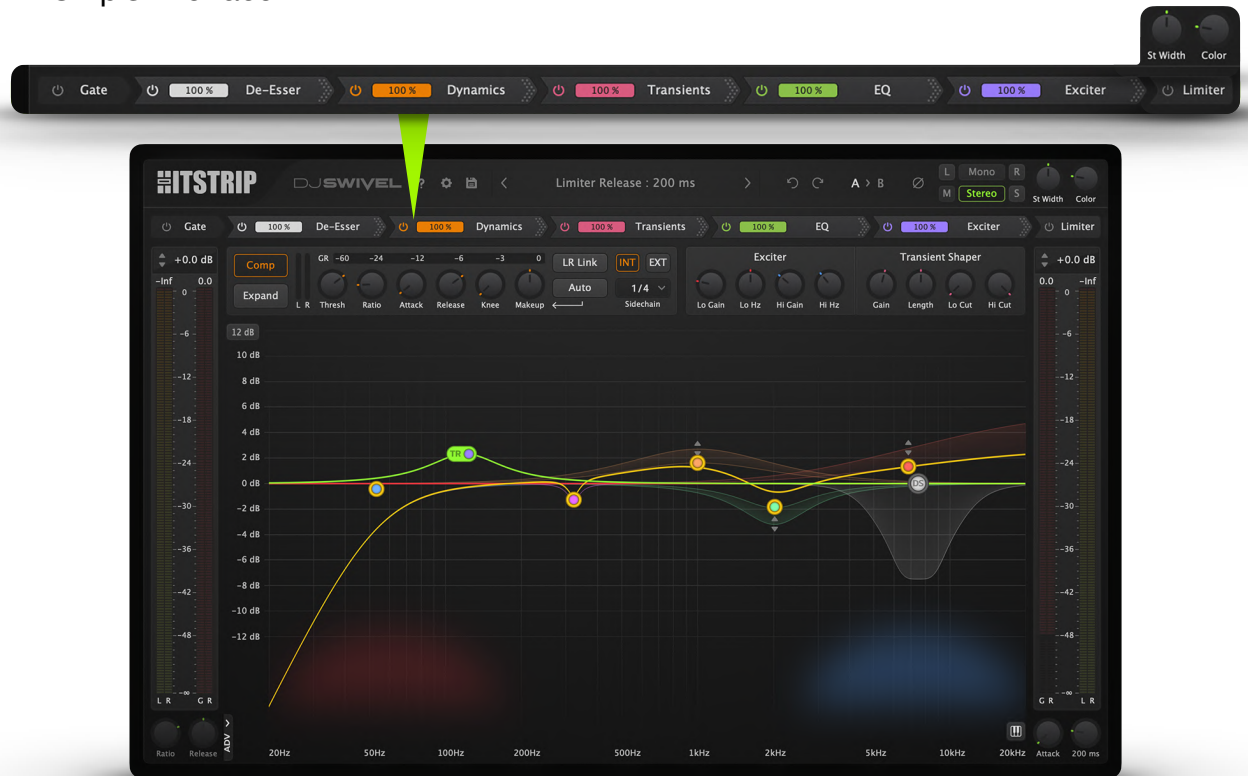 St Width Color
Gate 100 % De-Esser 100 % Dynamics 100 % Transients 100 % EQ 100 % Exciter Limiter
HITSTRIP DJ SWIVEL ? Limiter Release : 200 ms A > B L Mono R
M Stereo S
St Width Color
Gate 100 % De-Esser 100 % Dynamics 100 % Transients 100 % EQ 100 % Exciter Limiter
+0.0 dB
-Inf 0.0
Comp
Expand
L R
GR -60 -24 -12 -6 -3 0
Thresh Ratio Attack Release Knee Makeup
LR Link INT EXT
Auto 1/4
Sidechain
Exciter
Lo Gain Lo Hz Hi Gain Hi Hz
Transient Shaper
Gain Length Lo Cut Hi Cut
+0.0 dB
0.0 -Inf
12 dB
10 dB
8 dB
6 dB
4 dB
2 dB
0 dB
-2 dB
-4 dB
-6 dB
-8 dB
-10 dB
-12 dB
TR
DS
0
-6
-12
-18
-24
-30
-36
-42
-48
-∞
L R G R
0
-6
-12
-18
-24
-30
-36
-42
-48
-∞
G R L R
Ratio Release
ADV >
20Hz 50Hz 100Hz 200Hz 500Hz 1kHz 2kHz 5kHz 10kHz 20kHz
Attack 200 ms